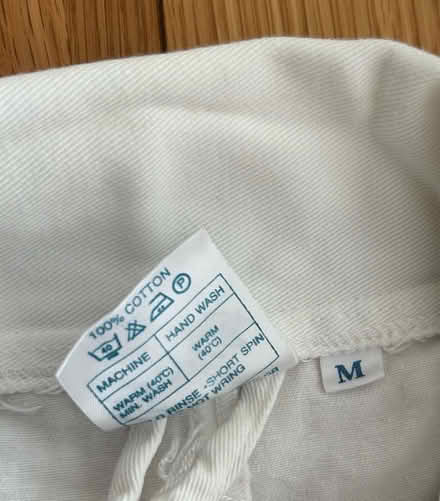 100% COTTON
40 P
MACHINE HAND WASH
WARM (40°C) WARM
MIN. WASH (40°C)
RINSE. SHORT SPIN
NOT WRING
M